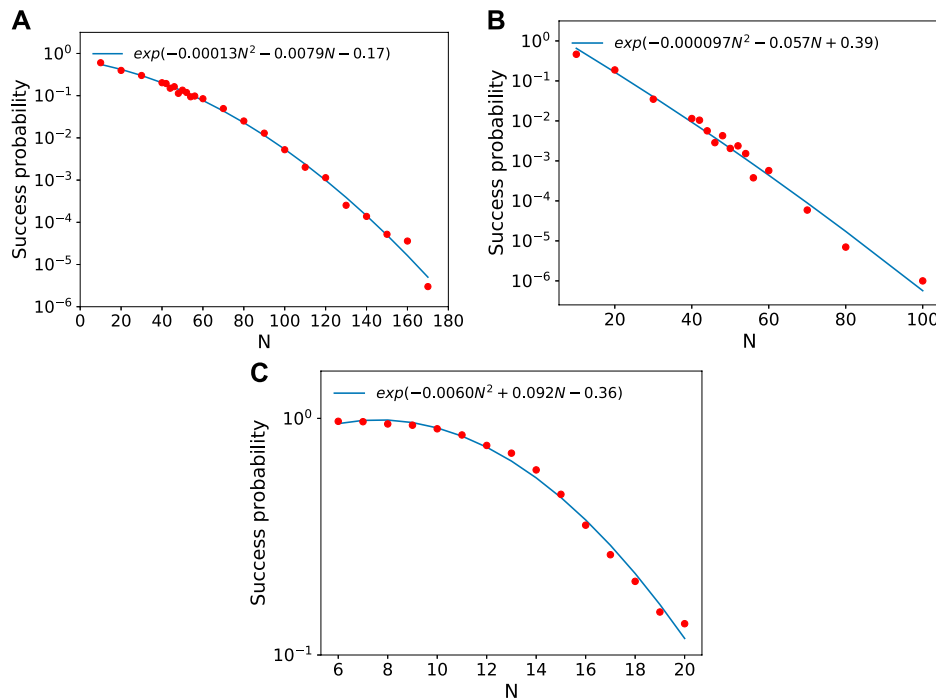 A
exp(−0.00013N² − 0.0079N − 0.17)
Success probability
10⁰
10⁻¹
10⁻²
10⁻³
10⁻⁴
10⁻⁵
10⁻⁶
0 20 40 60 80 100 120 140 160 180
N
B
exp(−0.000097N² − 0.057N + 0.39)
Success probability
10⁰
10⁻¹
10⁻²
10⁻³
10⁻⁴
10⁻⁵
10⁻⁶
20 40 60 80 100
N
C
exp(−0.0060N² + 0.092N − 0.36)
Success probability
10⁰
10⁻¹
6 8 10 12 14 16 18 20
N